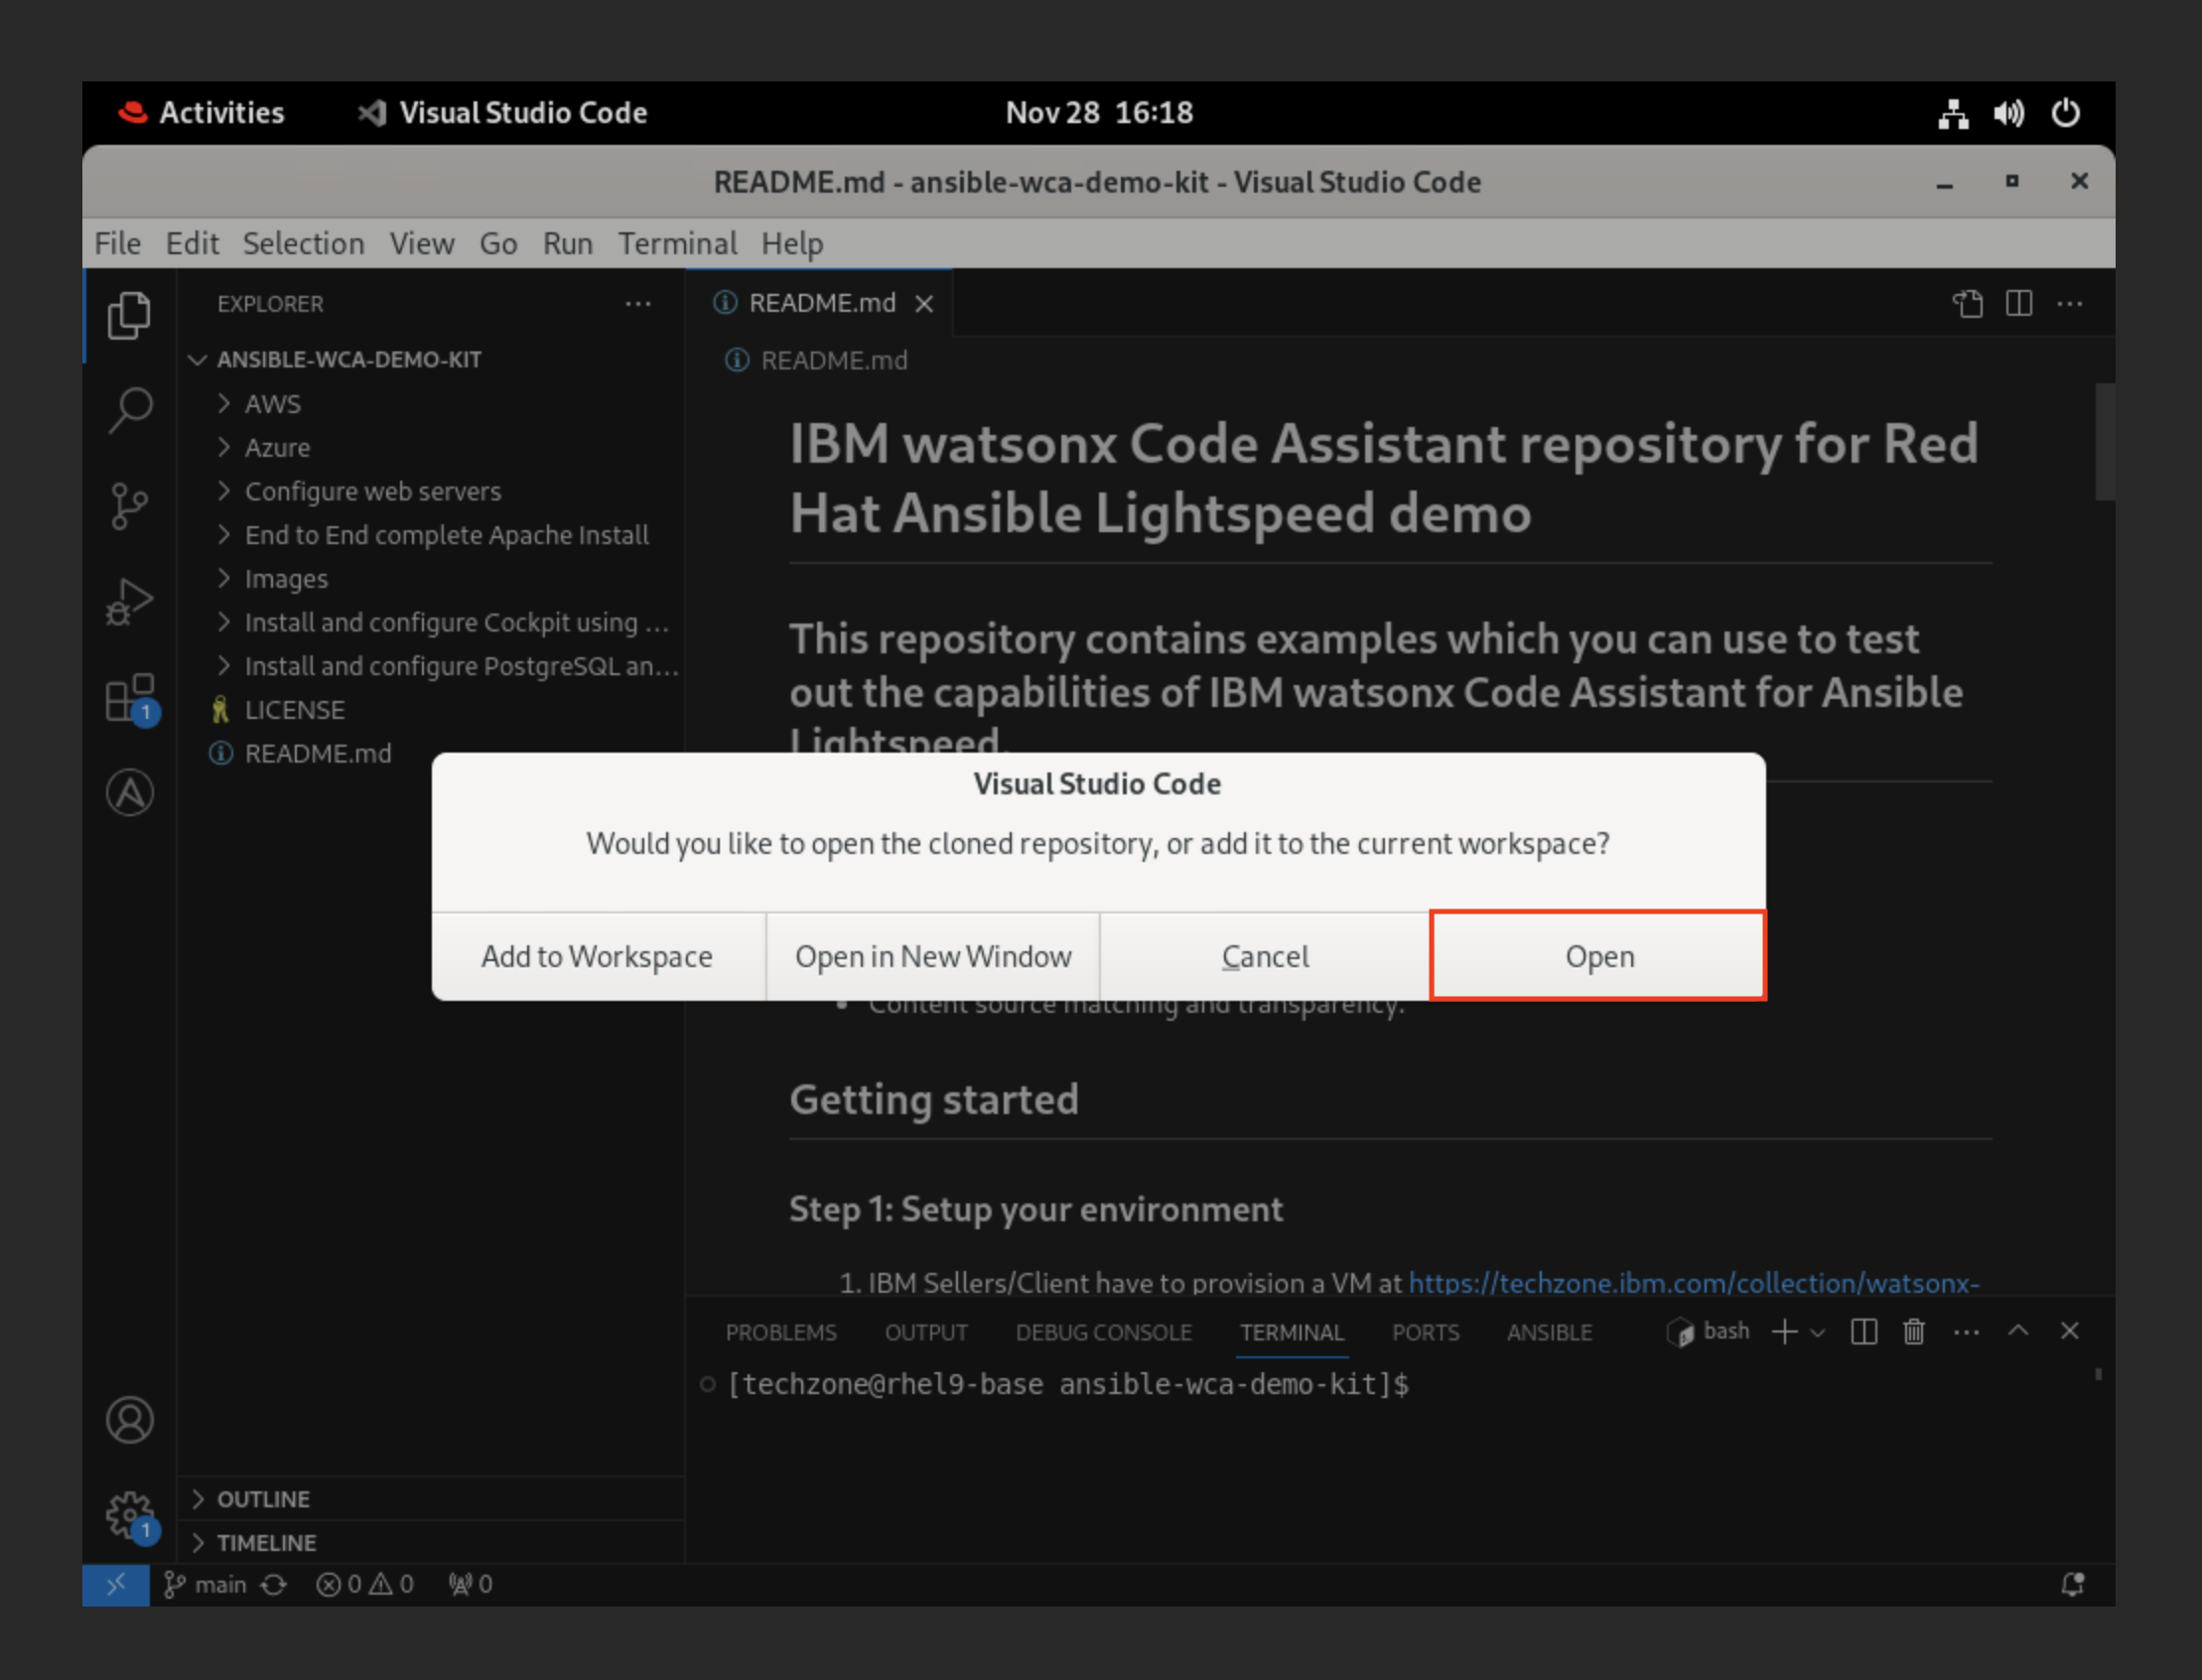 Activities Visual Studio Code Nov 28 16:18
README.md - ansible-wca-demo-kit - Visual Studio Code
File Edit Selection View Go Run Terminal Help
EXPLORER
ANSIBLE-WCA-DEMO-KIT
AWS
Azure
Configure web servers
End to End complete Apache Install
Images
Install and configure Cockpit using ...
Install and configure PostgreSQL an...
LICENSE
README.md
OUTLINE
TIMELINE
README.md
README.md
IBM watsonx Code Assistant repository for Red
Hat Ansible Lightspeed demo
This repository contains examples which you can use to test
out the capabilities of IBM watsonx Code Assistant for Ansible
Lightspeed.
Visual Studio Code
Would you like to open the cloned repository, or add it to the current workspace?
Add to Workspace Open in New Window Cancel Open
Content source matching and transparency.
Getting started
Step 1: Setup your environment
1. IBM Sellers/Client have to provision a VM at https://techzone.ibm.com/collection/watsonx-
PROBLEMS OUTPUT DEBUG CONSOLE TERMINAL PORTS ANSIBLE bash
[techzone@rhel9-base ansible-wca-demo-kit]$
1
1
main 0 0 0